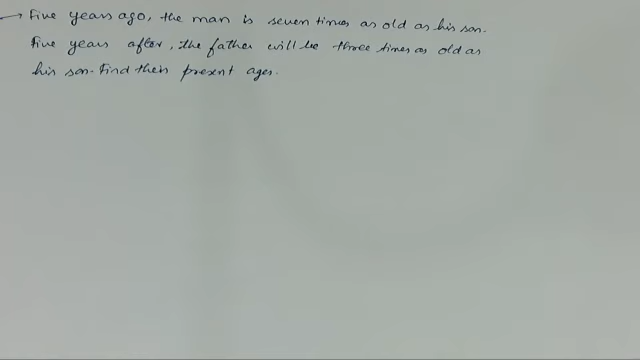 → Five years ago, the man is seven times as old as his son.
Five years after, the father will be three times as old as
his son. Find their present ages.